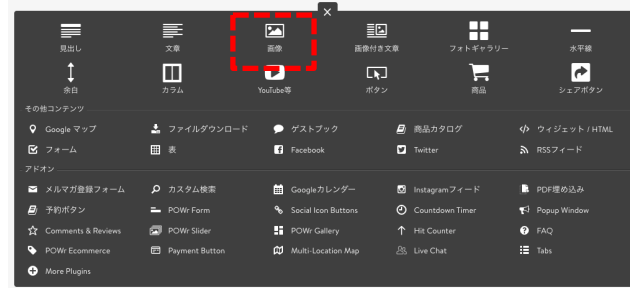 見出し 文章 画像 画像付き文章 フォトギャラリー 水平線
余白 カラム YouTube等 ボタン 商品 シェアボタン
その他コンテンツ
Google マップ ファイルダウンロード ゲストブック 商品カタログ ウィジェット / HTML
フォーム 表 Facebook Twitter RSSフィード
アドオン
メルマガ登録フォーム カスタム検索 Googleカレンダー Instagramフィード PDF埋め込み
予約ボタン POWr Form Social Icon Buttons Countdown Timer Popup Window
Comments & Reviews POWr Slider POWr Gallery Hit Counter FAQ
POWr Ecommerce Payment Button Multi-Location Map Live Chat Tabs
More Plugins